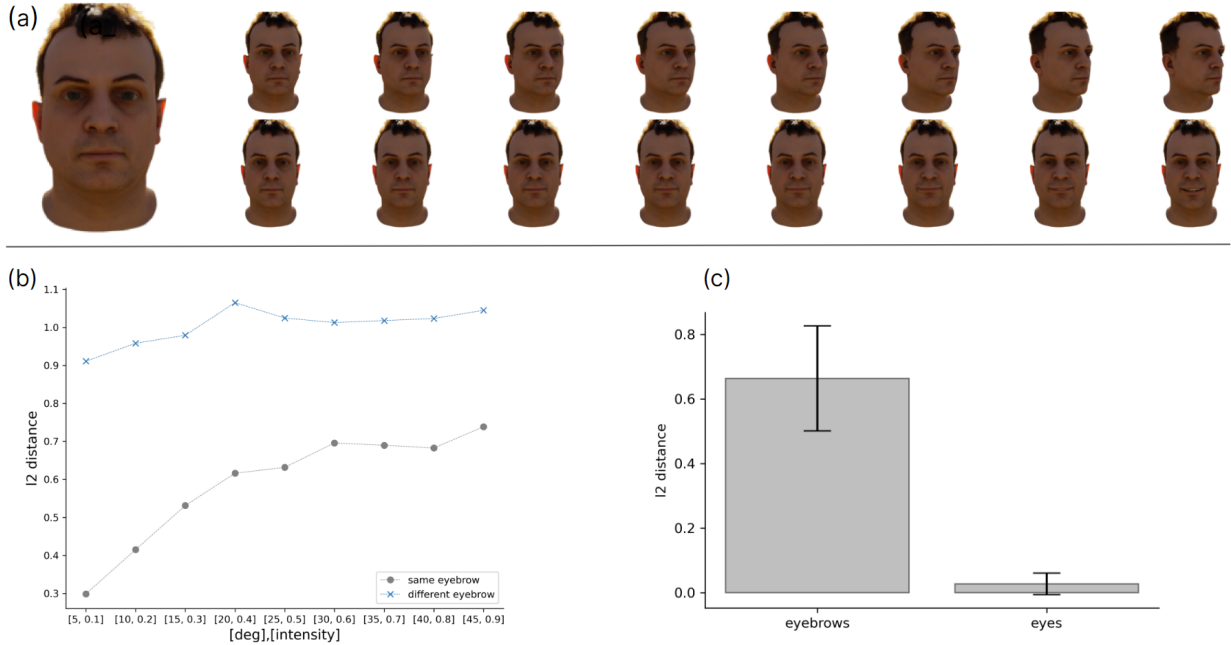 (a)
(a_
(b)
1.1
1.0
0.9
0.8
0.7
0.6
0.5
0.4
0.3
l2 distance
same eyebrow
different eyebrow
[5, 0.1] [10, 0.2] [15, 0.3] [20, 0.4] [25, 0.5] [30, 0.6] [35, 0.7] [40, 0.8] [45, 0.9]
[deg],[intensity]
(c)
0.8
0.6
0.4
0.2
0.0
l2 distance
eyebrows eyes